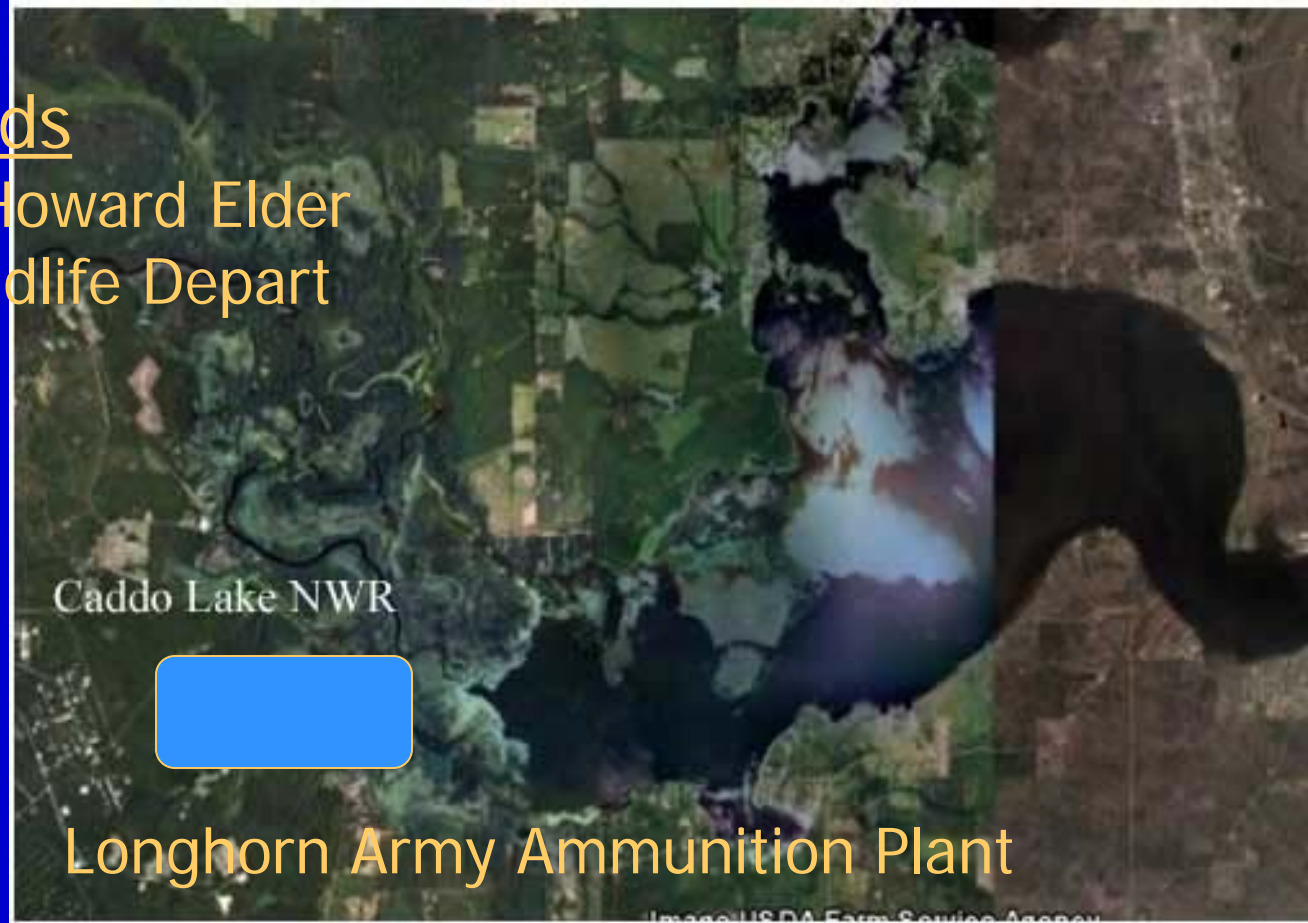 ds
Howard Elder
dlife Depart
Caddo Lake NWR
Longhorn Army Ammunition Plant
Image USDA Farm Service Agency